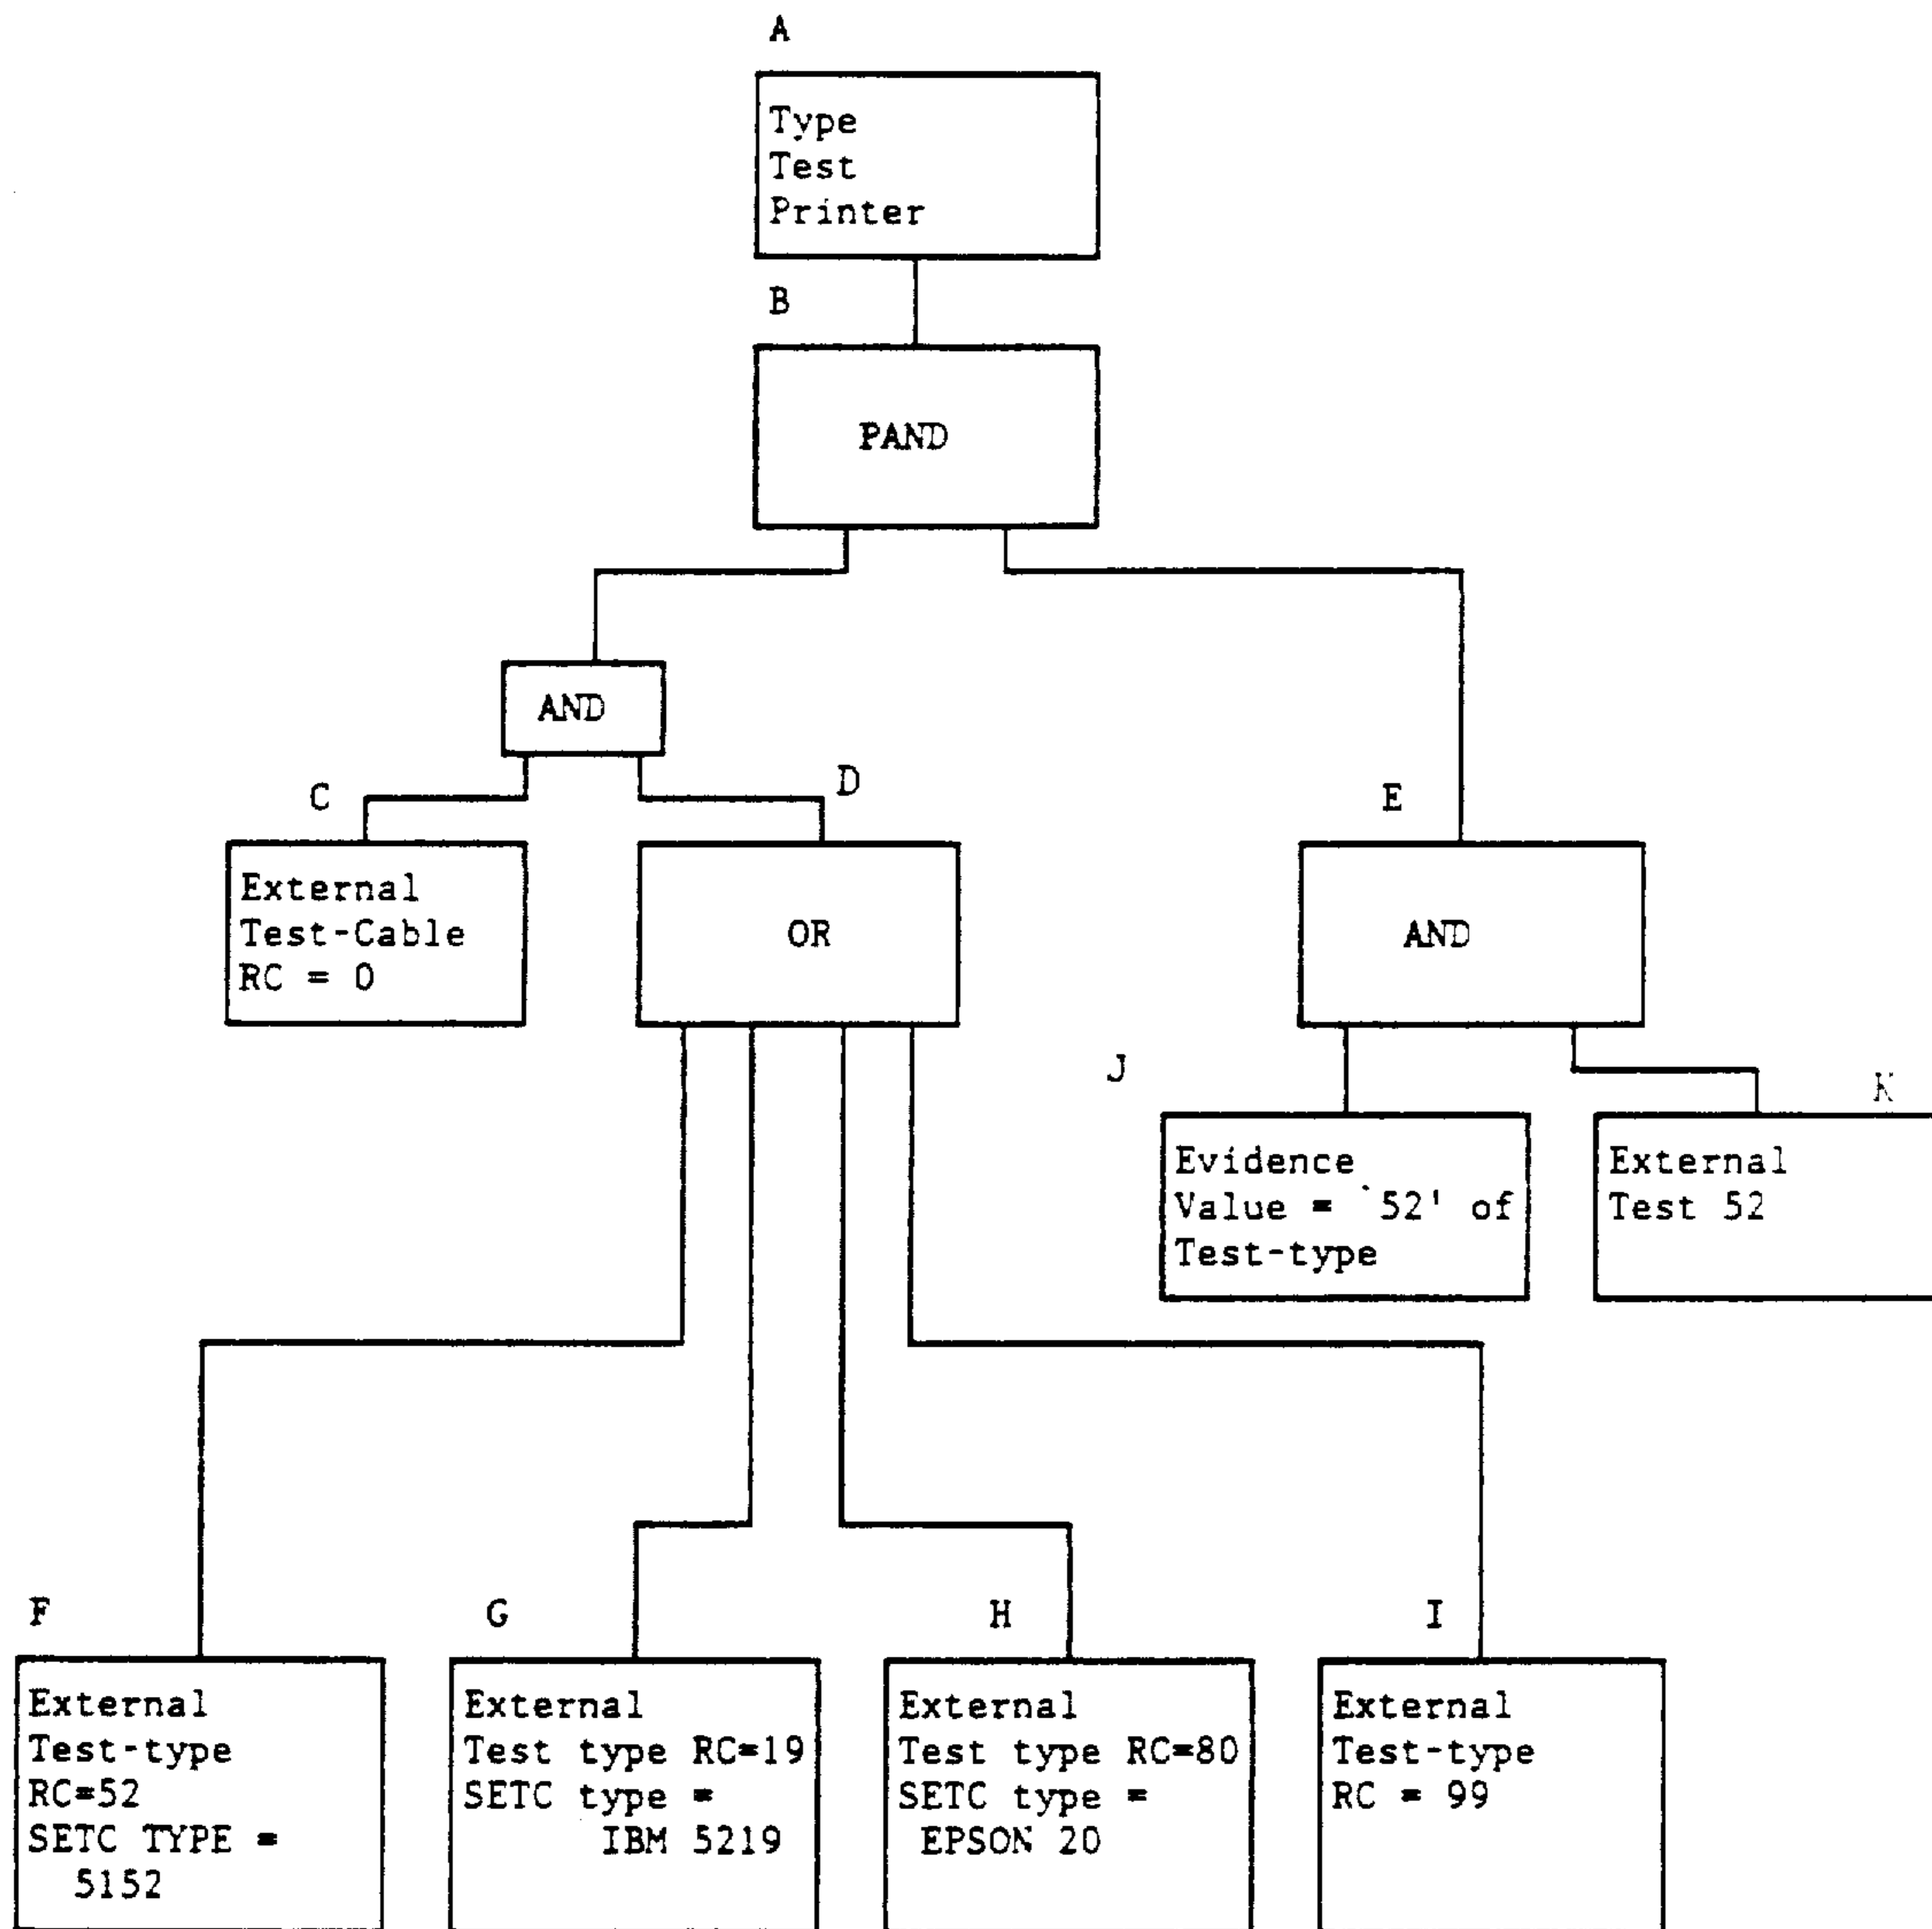 A
Type
Test
Printer
B
PAND
AND
C
D
E
External
Test-Cable
RC = 0
OR
AND
J
K
Evidence
Value = `52' of
Test-type
External
Test 52
F
G
H
I
External
Test-type
RC=52
SETC TYPE =
5152
External
Test type RC=19
SETC type =
IBM 5219
External
Test type RC=80
SETC type =
EPSON 20
External
Test-type
RC = 99